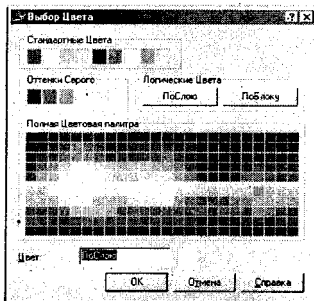 Выбор Цвета
Стандартные Цвета
Оттенки Серого
Логические Цвета
ПоСлою
ПоБлоку
Полная Цветовая палитра
Цвет:
ПоСлою
OK
Отмена
Справка